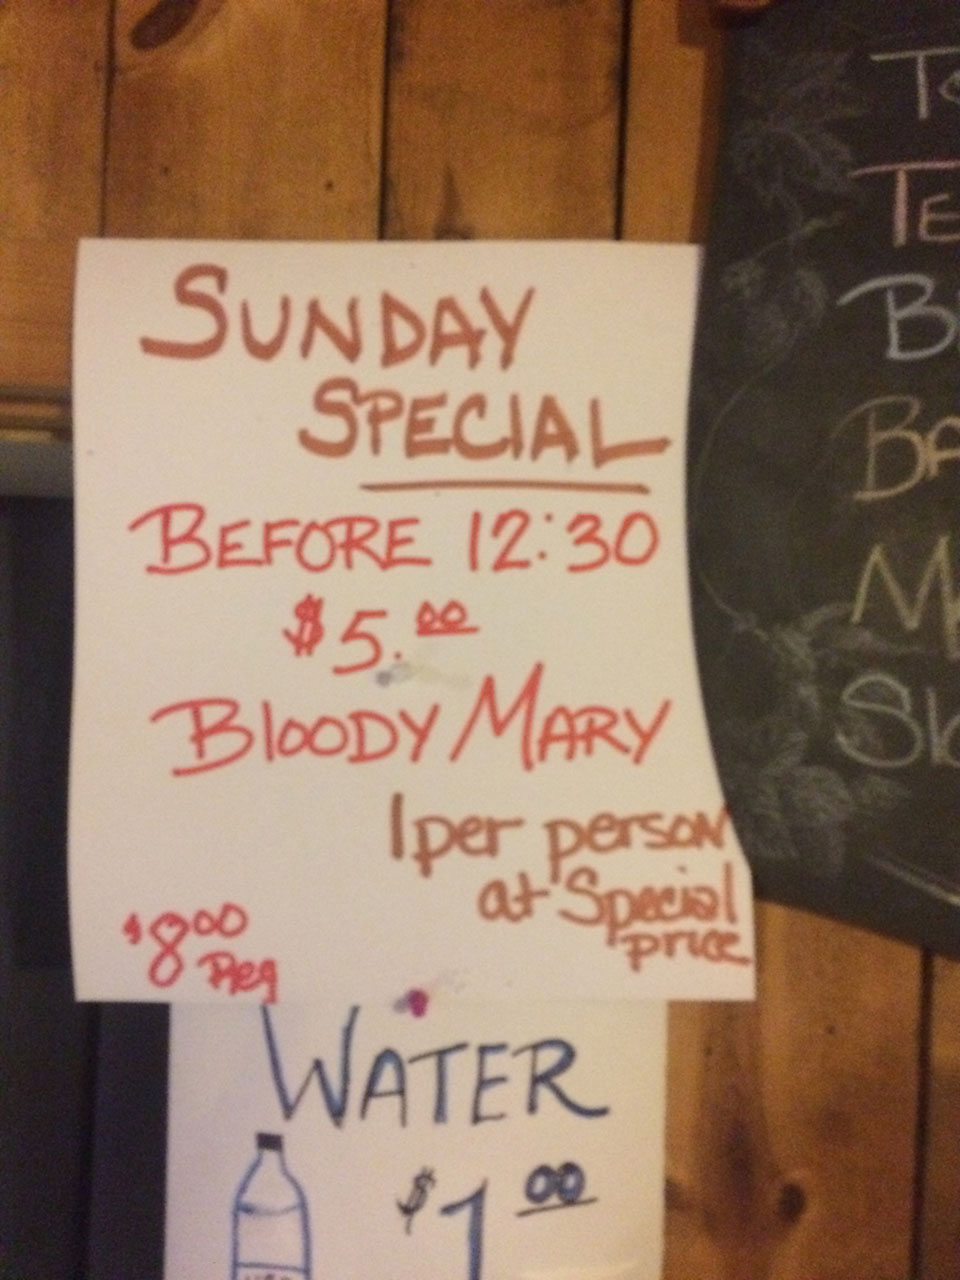 SUNDAY
SPECIAL
BEFORE 12:30
$5.00
BLOODY MARY
1 per person
at Special
price
$8.00
Reg
WATER
$1.00